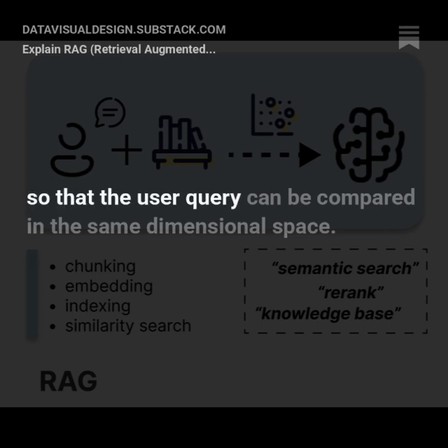 DATAVISUALDESIGN.SUBSTACK.COM
Explain RAG (Retrieval Augmented...
so that the user query can be compared
in the same dimensional space.
• chunking
• embedding
• indexing
• similarity search
“semantic search”
“rerank”
“knowledge base”
RAG